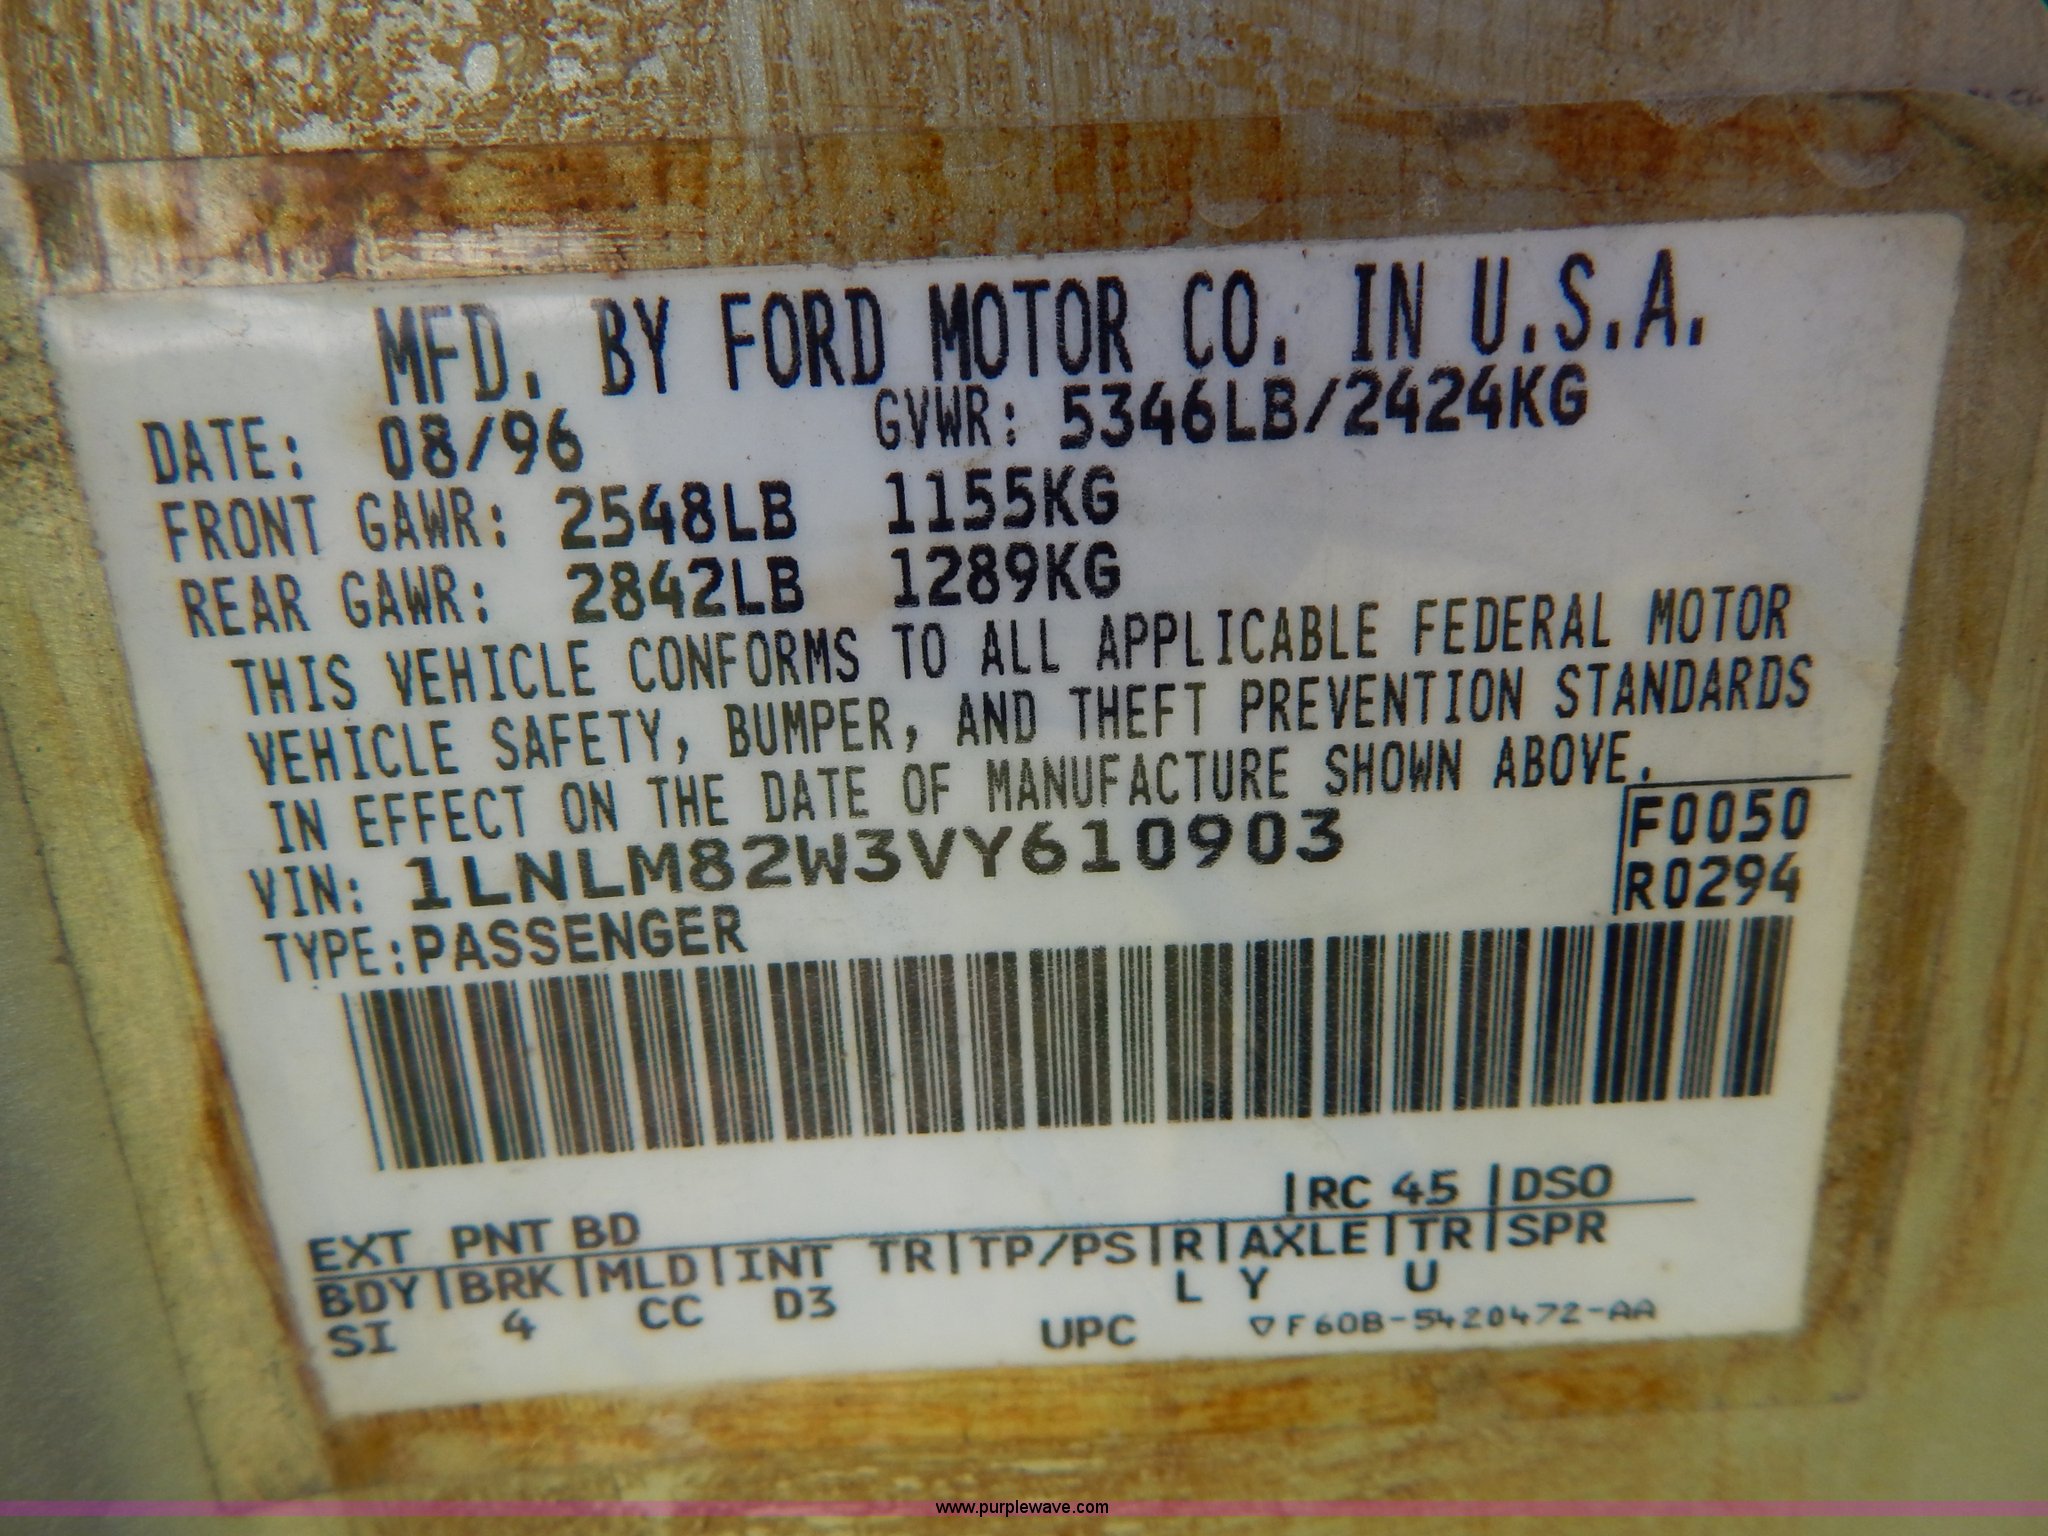 MFD. BY FORD MOTOR CO. IN U.S.A.
DATE: 08/96 GVWR: 5346LB/2424KG
FRONT GAWR: 2548LB 1155KG
REAR GAWR: 2842LB 1289KG
THIS VEHICLE CONFORMS TO ALL APPLICABLE FEDERAL MOTOR
VEHICLE SAFETY, BUMPER, AND THEFT PREVENTION STANDARDS
IN EFFECT ON THE DATE OF MANUFACTURE SHOWN ABOVE.
VIN: 1LNLM82W3VY610903
F0050
TYPE: PASSENGER
R0294
RC 45 DSO
EXT PNT BD
BDY BRK MLD INT TR TP/PS R AXLE TR SPR
SI 4 CC D3 L Y U
UPC ▽F60B-5420472-AA
www.purplewave.com